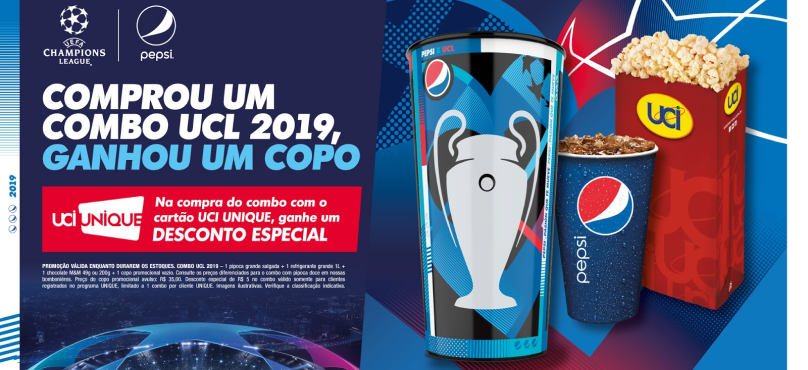 UEFA
CHAMPIONS
LEAGUE
pepsi
COMPROU UM
COMBO UCL 2019,
GANHOU UM COPO
2019
uci UNIQUE
Na compra do combo com o
cartão UCI UNIQUE, ganhe um
DESCONTO ESPECIAL
PROMOÇÃO VÁLIDA ENQUANTO DURAREM OS ESTOQUES. COMBO UCL 2019 – 1 pipoca grande salgada + 1 refrigerante grande 1L +
1 chocolate M&M 49g ou 200g + 1 copo promocional vazio. Consulte os preços diferenciados para o combo com pipoca doce em nossas
bombonières. Preço do copo promocional avulso: R$ 35,00. Desconto especial de R$ 5 no combo válido somente para clientes
registrados no programa UNIQUE, limitado a 1 combo por cliente UNIQUE. Imagens ilustrativas. Verifique a classificação indicativa.
PEPSI X UCL
pepsi
uci
uci